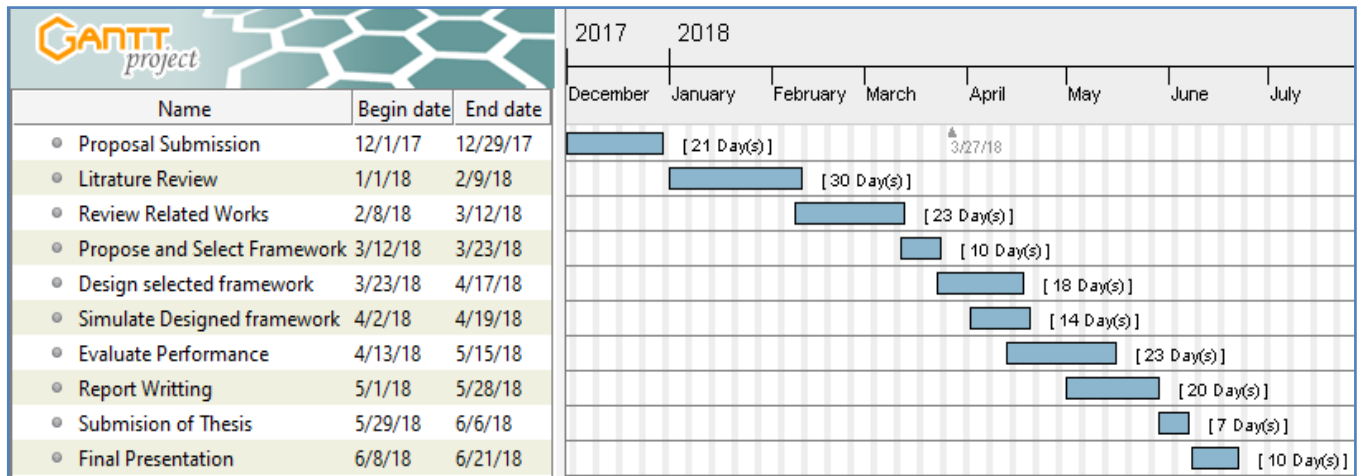 GANTT
project
2017 2018
December January February March April May June July
Name Begin date End date
Proposal Submission 12/1/17 12/29/17 [ 21 Day(s) ] 3/27/18
Litrature Review 1/1/18 2/9/18 [ 30 Day(s) ]
Review Related Works 2/8/18 3/12/18 [ 23 Day(s) ]
Propose and Select Framework 3/12/18 3/23/18 [ 10 Day(s) ]
Design selected framework 3/23/18 4/17/18 [ 18 Day(s) ]
Simulate Designed framework 4/2/18 4/19/18 [ 14 Day(s) ]
Evaluate Performance 4/13/18 5/15/18 [ 23 Day(s) ]
Report Writting 5/1/18 5/28/18 [ 20 Day(s) ]
Submision of Thesis 5/29/18 6/6/18 [ 7 Day(s) ]
Final Presentation 6/8/18 6/21/18 [ 10 Day(s) ]